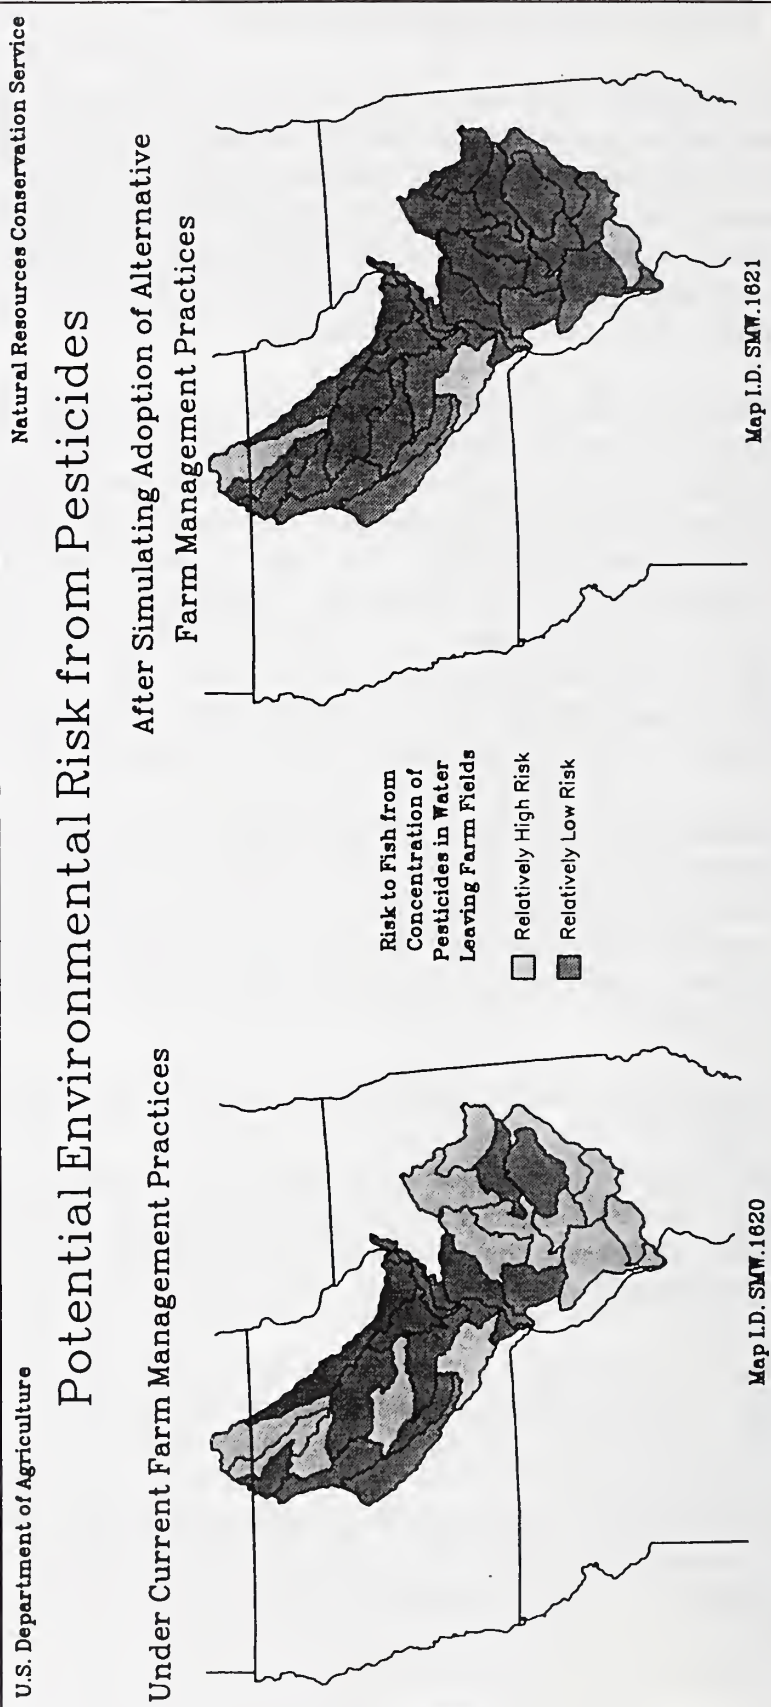 U.S. Department of Agriculture
Natural Resources Conservation Service
Potential Environmental Risk from Pesticides
Under Current Farm Management Practices
After Simulating Adoption of Alternative
Farm Management Practices
Risk to Fish from
Concentration of
Pesticides in Water
Leaving Farm Fields
Relatively High Risk
Relatively Low Risk
Map I.D. SMW.1620
Map I.D. SMW.1621